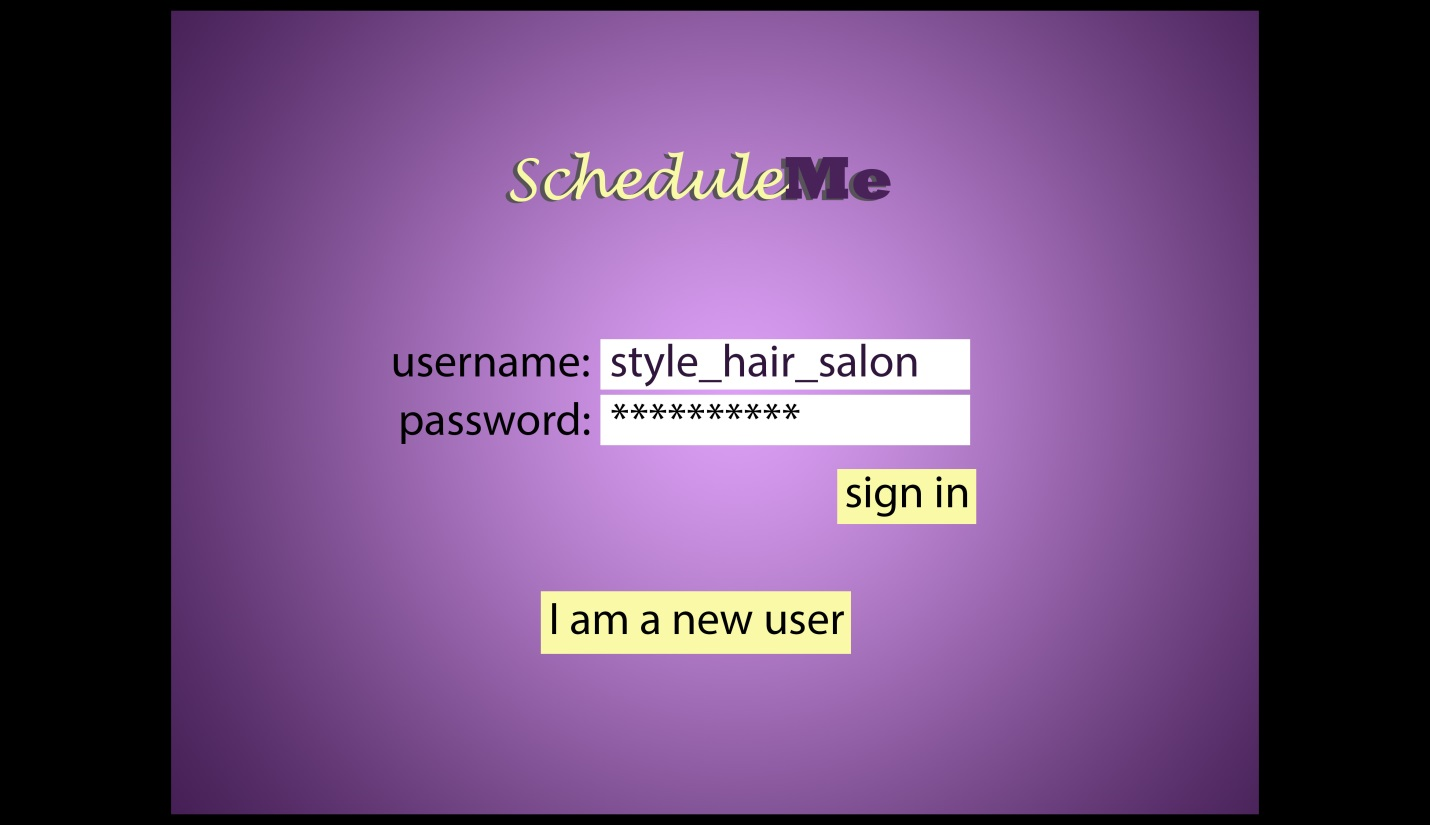 ScheduleMe
username: style_hair_salon
password: **********
sign in
I am a new user